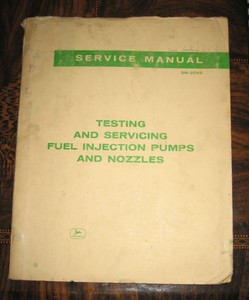 SERVICE MANUAL
TESTING
AND SERVICING
FUEL INJECTION PUMPS
AND NOZZLES